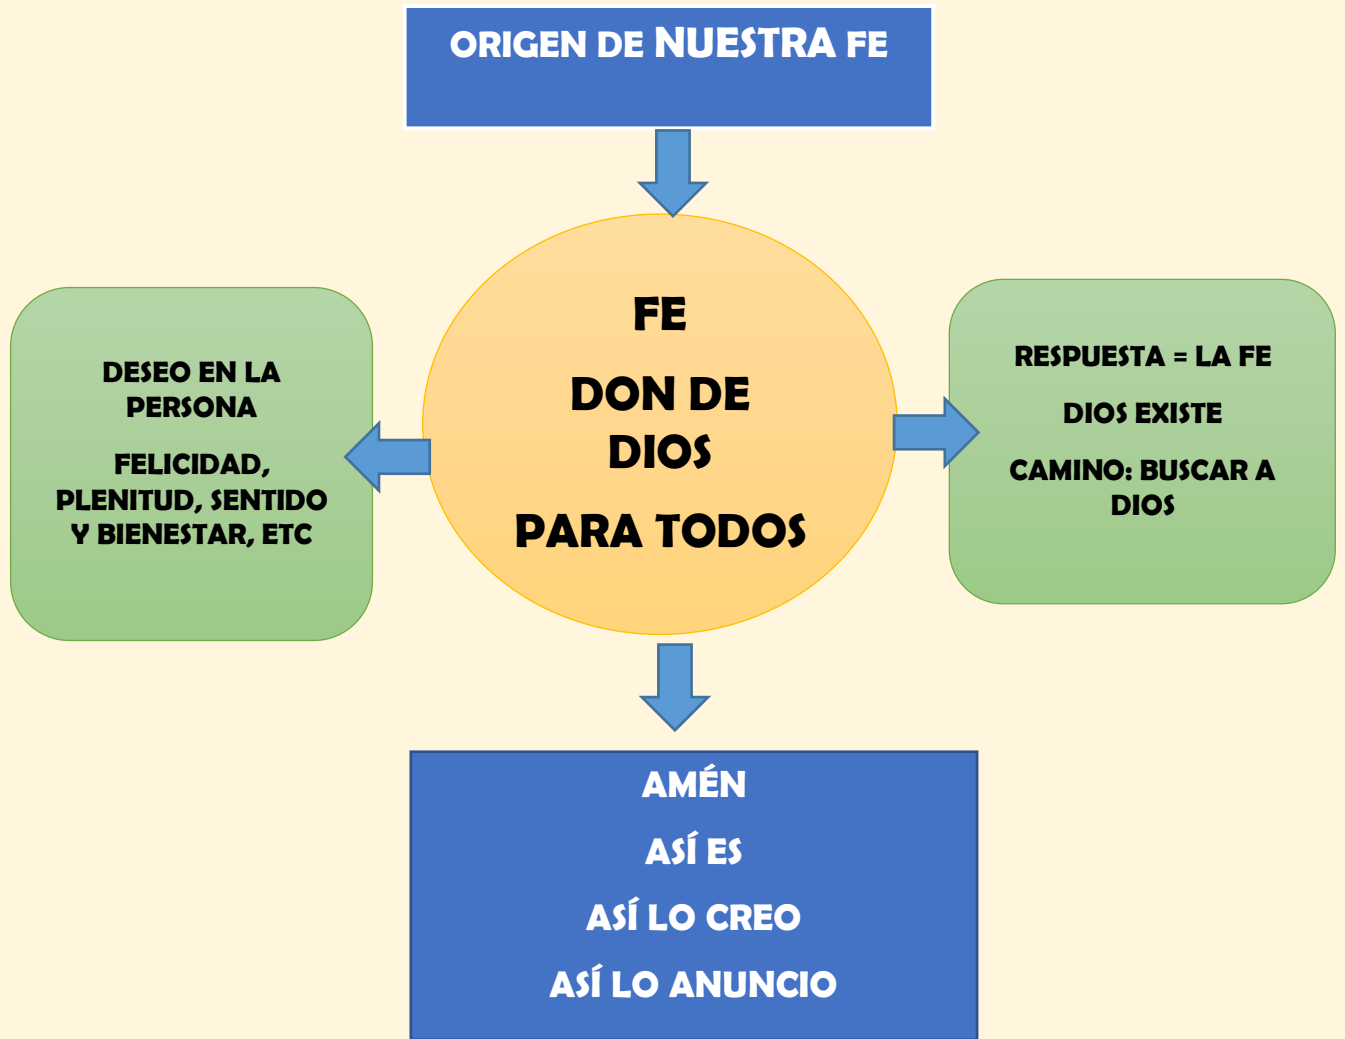 ORIGEN DE NUESTRA FE
FE
DON DE
DIOS
PARA TODOS
DESEO EN LA
PERSONA
FELICIDAD,
PLENITUD, SENTIDO
Y BIENESTAR, ETC
RESPUESTA = LA FE
DIOS EXISTE
CAMINO: BUSCAR A
DIOS
AMÉN
ASÍ ES
ASÍ LO CREO
ASÍ LO ANUNCIO